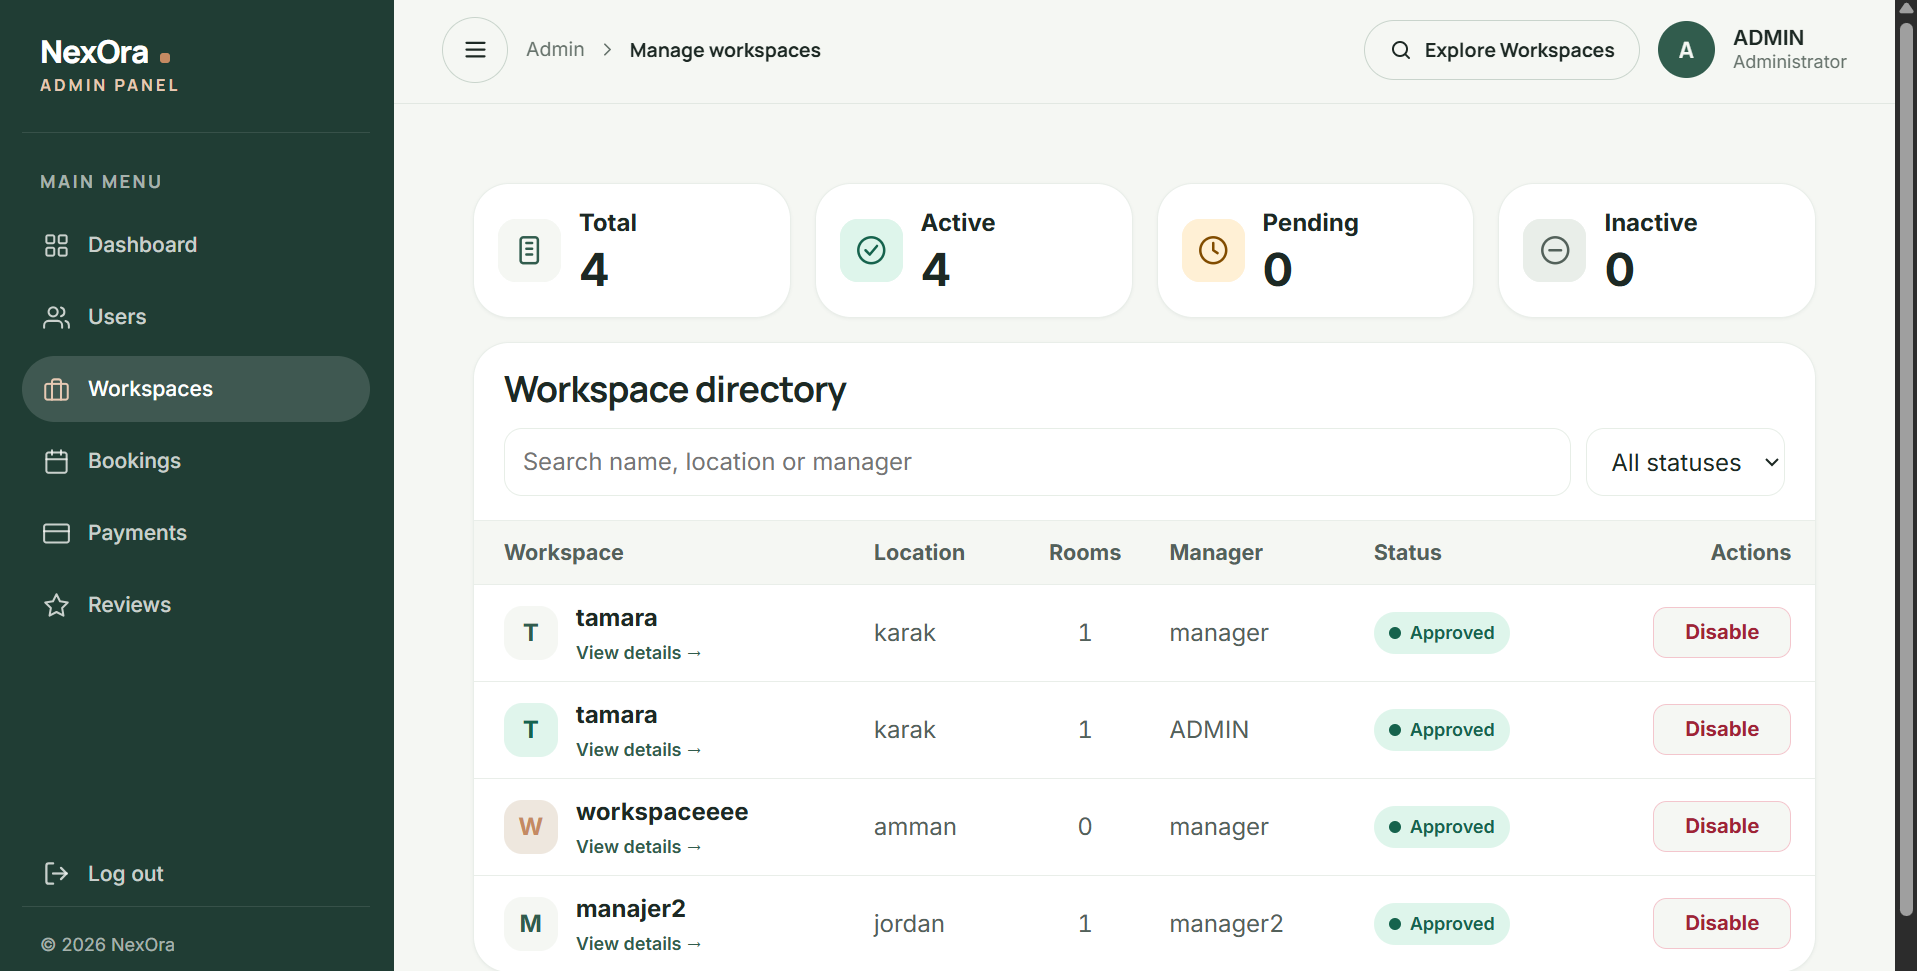 NexOra
ADMIN PANEL
MAIN MENU
Dashboard
Users
Workspaces
Bookings
Payments
Reviews
Log out
© 2026 NexOra
Admin > Manage workspaces
Explore Workspaces
A
ADMIN
Administrator
Total
4
Active
4
Pending
0
Inactive
0
Workspace directory
Search name, location or manager
All statuses
Workspace Location Rooms Manager Status Actions
T tamara karak 1 manager Approved Disable
View details →
T tamara karak 1 ADMIN Approved Disable
View details →
W workspaceeee amman 0 manager Approved Disable
View details →
M manajer2 jordan 1 manager2 Approved Disable
View details →